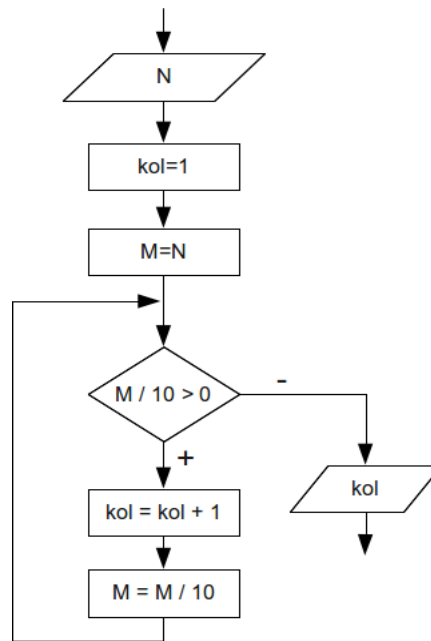 N
kol=1
M=N
M / 10 > 0
-
+
kol
kol = kol + 1
M = M / 10